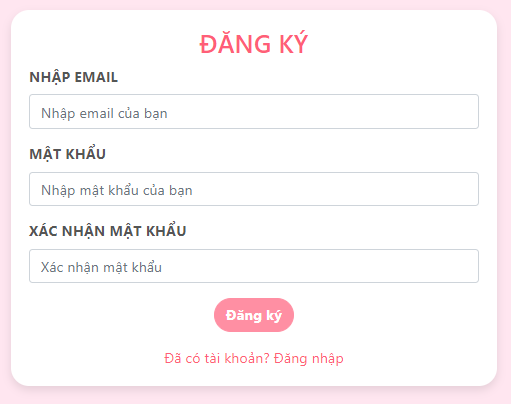 ĐĂNG KÝ
NHẬP EMAIL
Nhập email của bạn
MẬT KHẨU
Nhập mật khẩu của bạn
XÁC NHẬN MẬT KHẨU
Xác nhận mật khẩu
Đăng ký
Đã có tài khoản? Đăng nhập